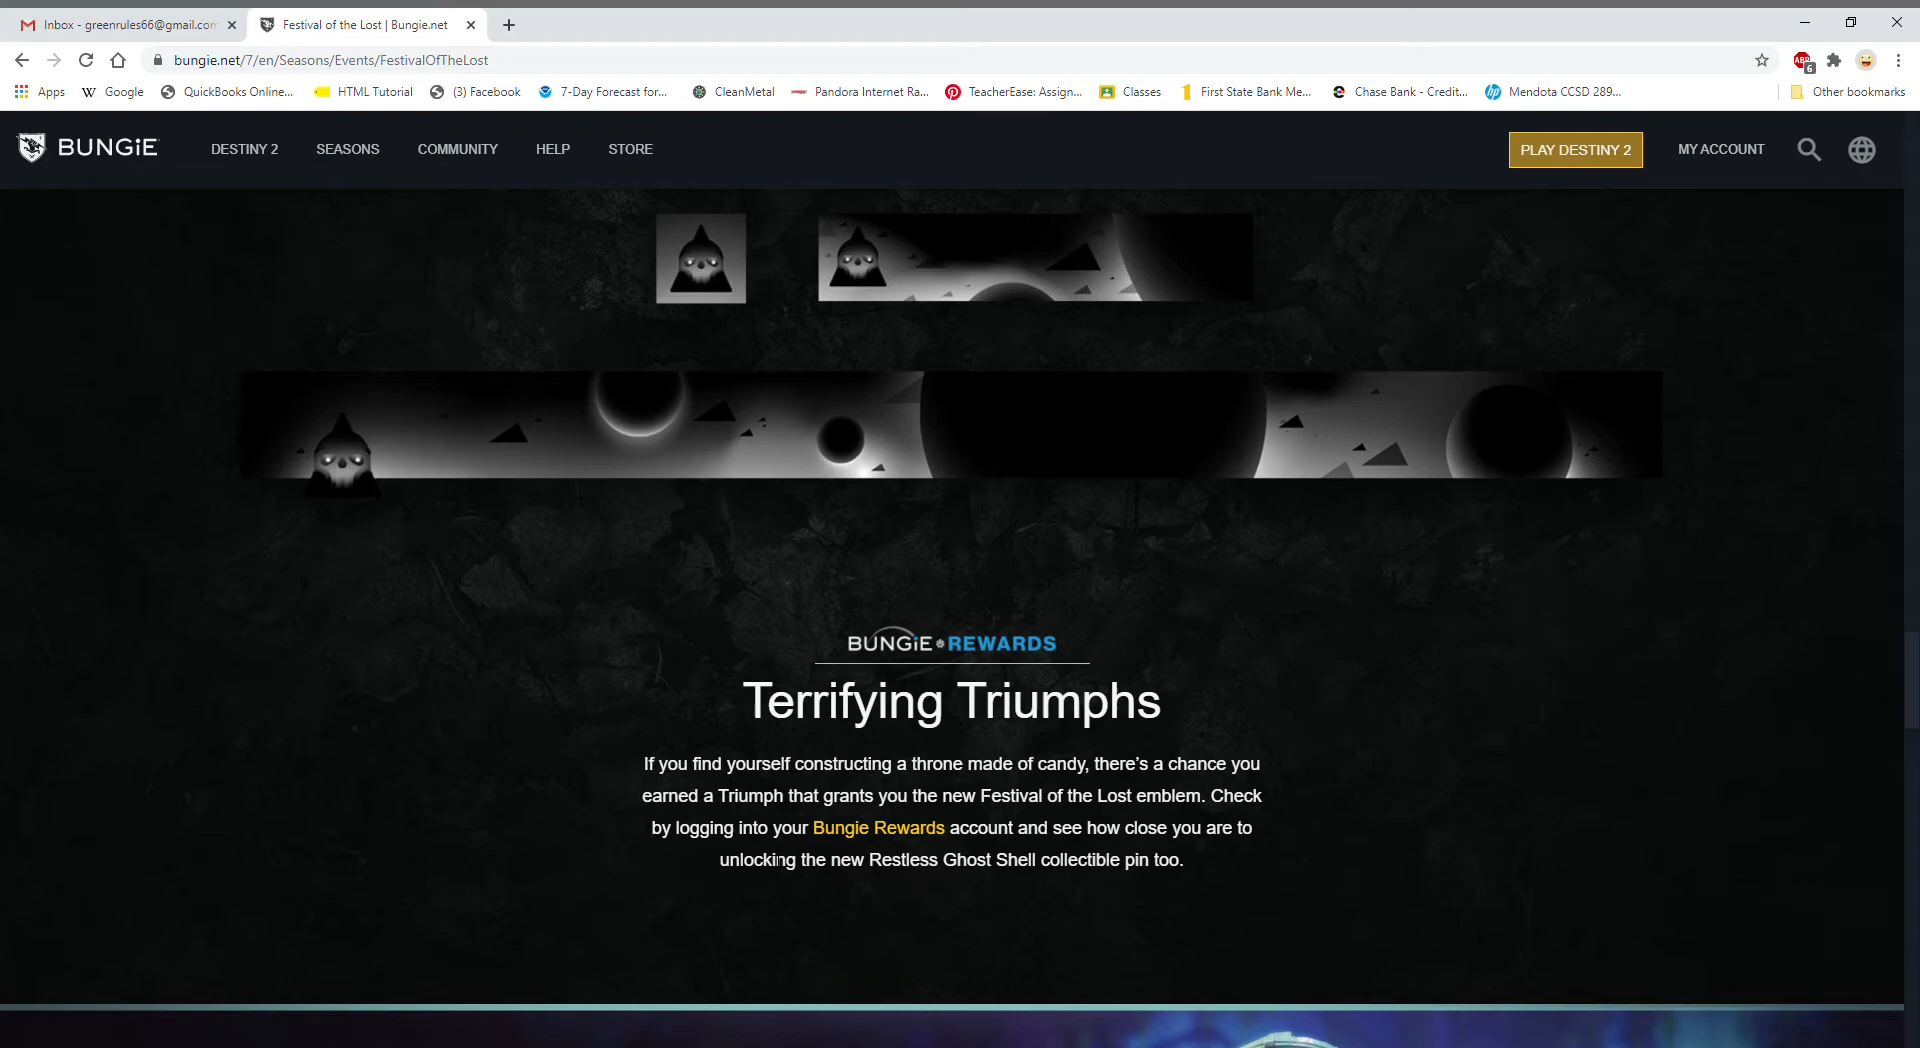 Inbox - greenrules66@gmail.con
Festival of the Lost | Bungie.net
bungie.net/7/en/Seasons/Events/FestivalOfTheLost
ABP
6
Apps
W Google
QuickBooks Online...
HTML Tutorial
(3) Facebook
7-Day Forecast for...
CleanMetal
Pandora Internet Ra...
TeacherEase: Assign...
Classes
First State Bank Me...
Chase Bank - Credit...
hp Mendota CCSD 289...
Other bookmarks
BUNGiE
DESTINY 2
SEASONS
COMMUNITY
HELP
STORE
PLAY DESTINY 2
MY ACCOUNT
BUNGiE REWARDS
Terrifying Triumphs
If you find yourself constructing a throne made of candy, there’s a chance you
earned a Triumph that grants you the new Festival of the Lost emblem. Check
by logging into your Bungie Rewards account and see how close you are to
unlocking the new Restless Ghost Shell collectible pin too.